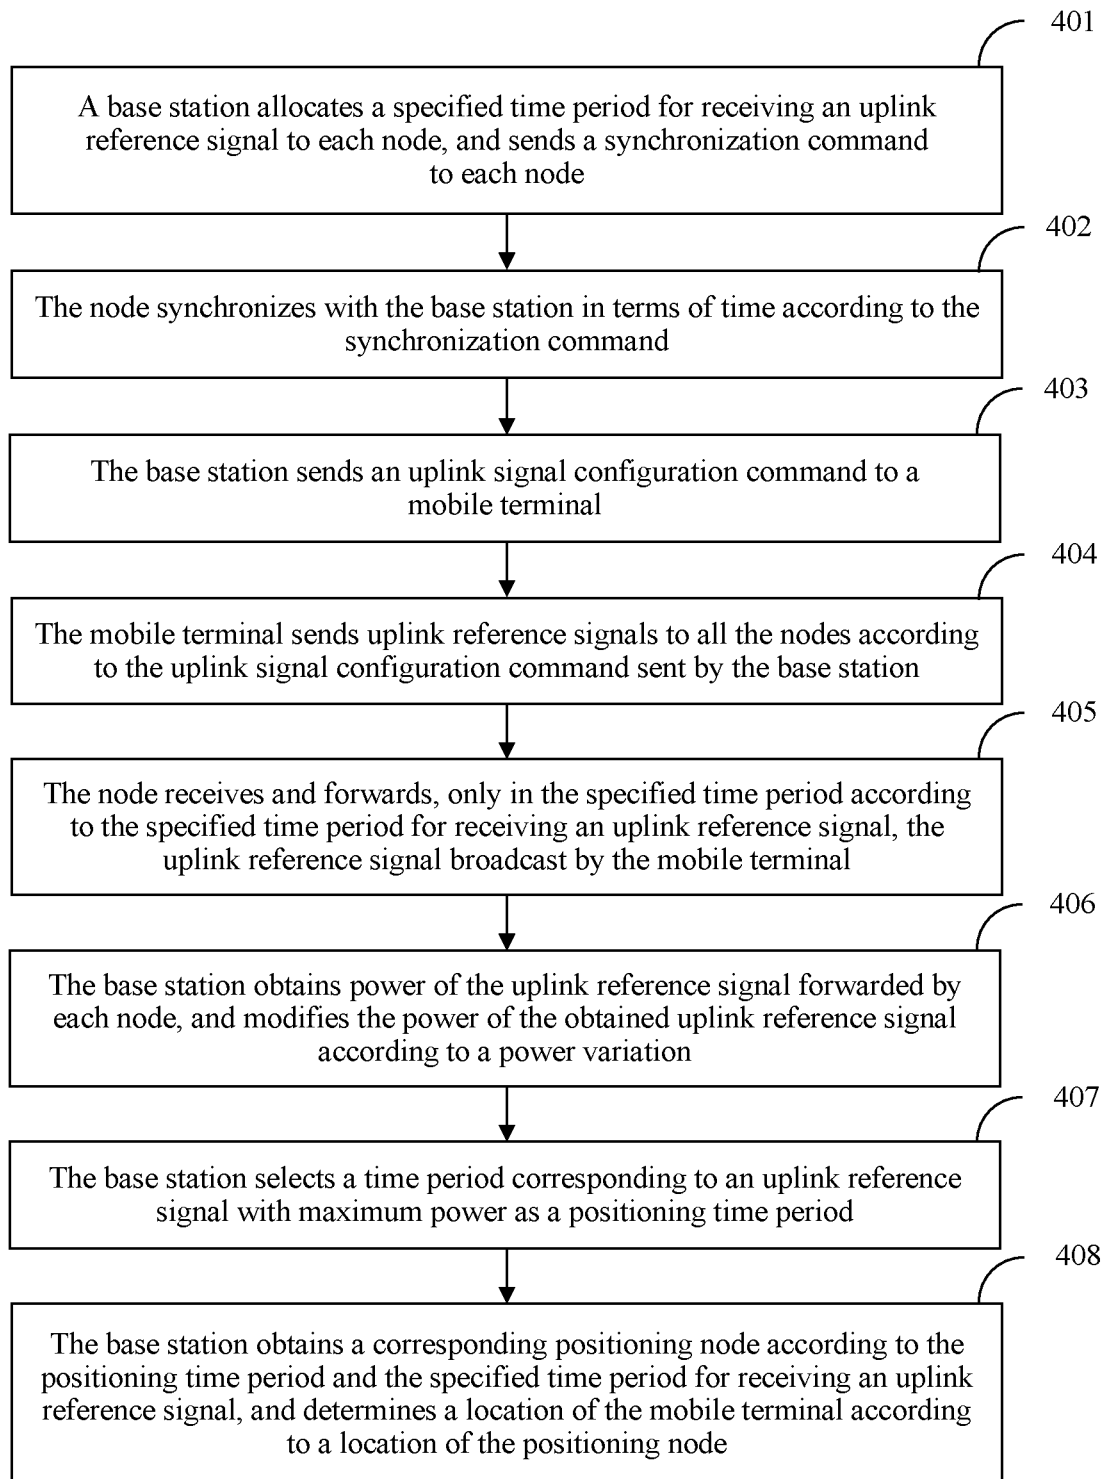 401
A base station allocates a specified time period for receiving an uplink
reference signal to each node, and sends a synchronization command
to each node
402
The node synchronizes with the base station in terms of time according to the
synchronization command
403
The base station sends an uplink signal configuration command to a
mobile terminal
404
The mobile terminal sends uplink reference signals to all the nodes according
to the uplink signal configuration command sent by the base station
405
The node receives and forwards, only in the specified time period according
to the specified time period for receiving an uplink reference signal, the
uplink reference signal broadcast by the mobile terminal
406
The base station obtains power of the uplink reference signal forwarded by
each node, and modifies the power of the obtained uplink reference signal
according to a power variation
407
The base station selects a time period corresponding to an uplink reference
signal with maximum power as a positioning time period
408
The base station obtains a corresponding positioning node according to the
positioning time period and the specified time period for receiving an uplink
reference signal, and determines a location of the mobile terminal according
to a location of the positioning node